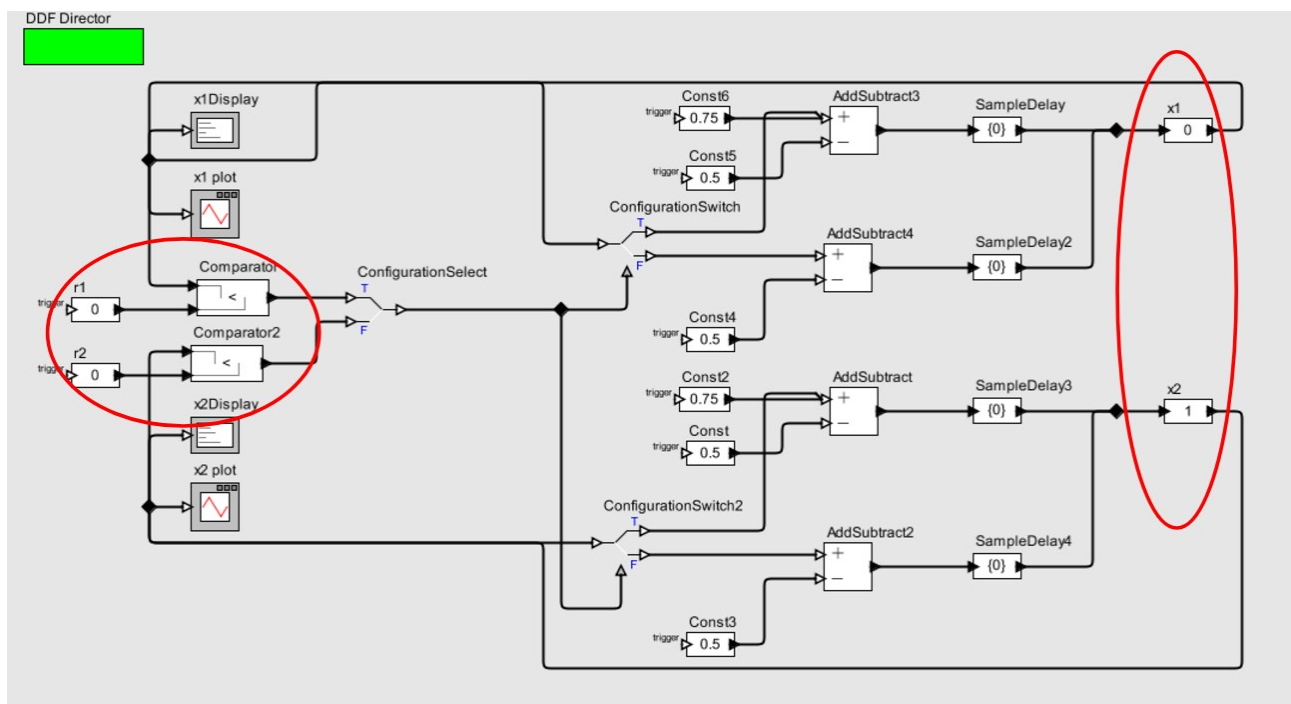 DDF Director
x1Display
x1 plot
Comparator
r1
trigger
0
<
Comparator2
r2
trigger
0
<
x2Display
x2 plot
ConfigurationSelect
T
F
ConfigurationSwitch
T
F
ConfigurationSwitch2
T
F
Const6
trigger
0.75
Const5
trigger
0.5
Const4
trigger
0.5
Const2
trigger
0.75
Const
trigger
0.5
Const3
trigger
0.5
AddSubtract3
+
−
AddSubtract4
+
−
AddSubtract
+
−
AddSubtract2
+
−
SampleDelay
{0}
SampleDelay2
{0}
SampleDelay3
{0}
SampleDelay4
{0}
x1
0
x2
1